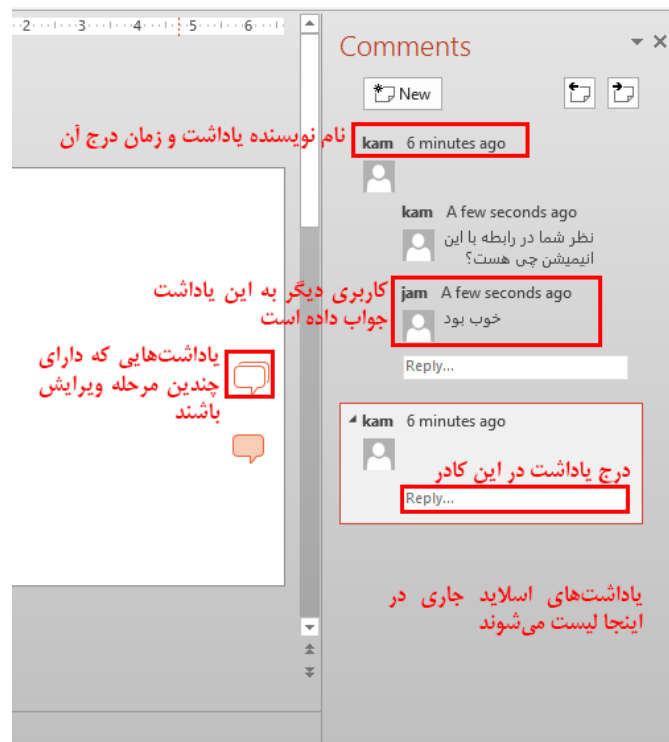 2 3 4 5 6
Comments
New
نام نویسنده یاداشت و زمان درج آن
kam 6 minutes ago
kam A few seconds ago
نظر شما در رابطه با این
انیمیشن چی هست؟
کاربری دیگر به این یاداشت
جواب داده است
jam A few seconds ago
خوب بود
Reply...
یاداشت‌هایی که دارای
چندین مرحله ویرایش
باشند
kam 6 minutes ago
درج یاداشت در این کادر
Reply...
یاداشت‌های اسلاید جاری در
اینجا لیست می‌شوند